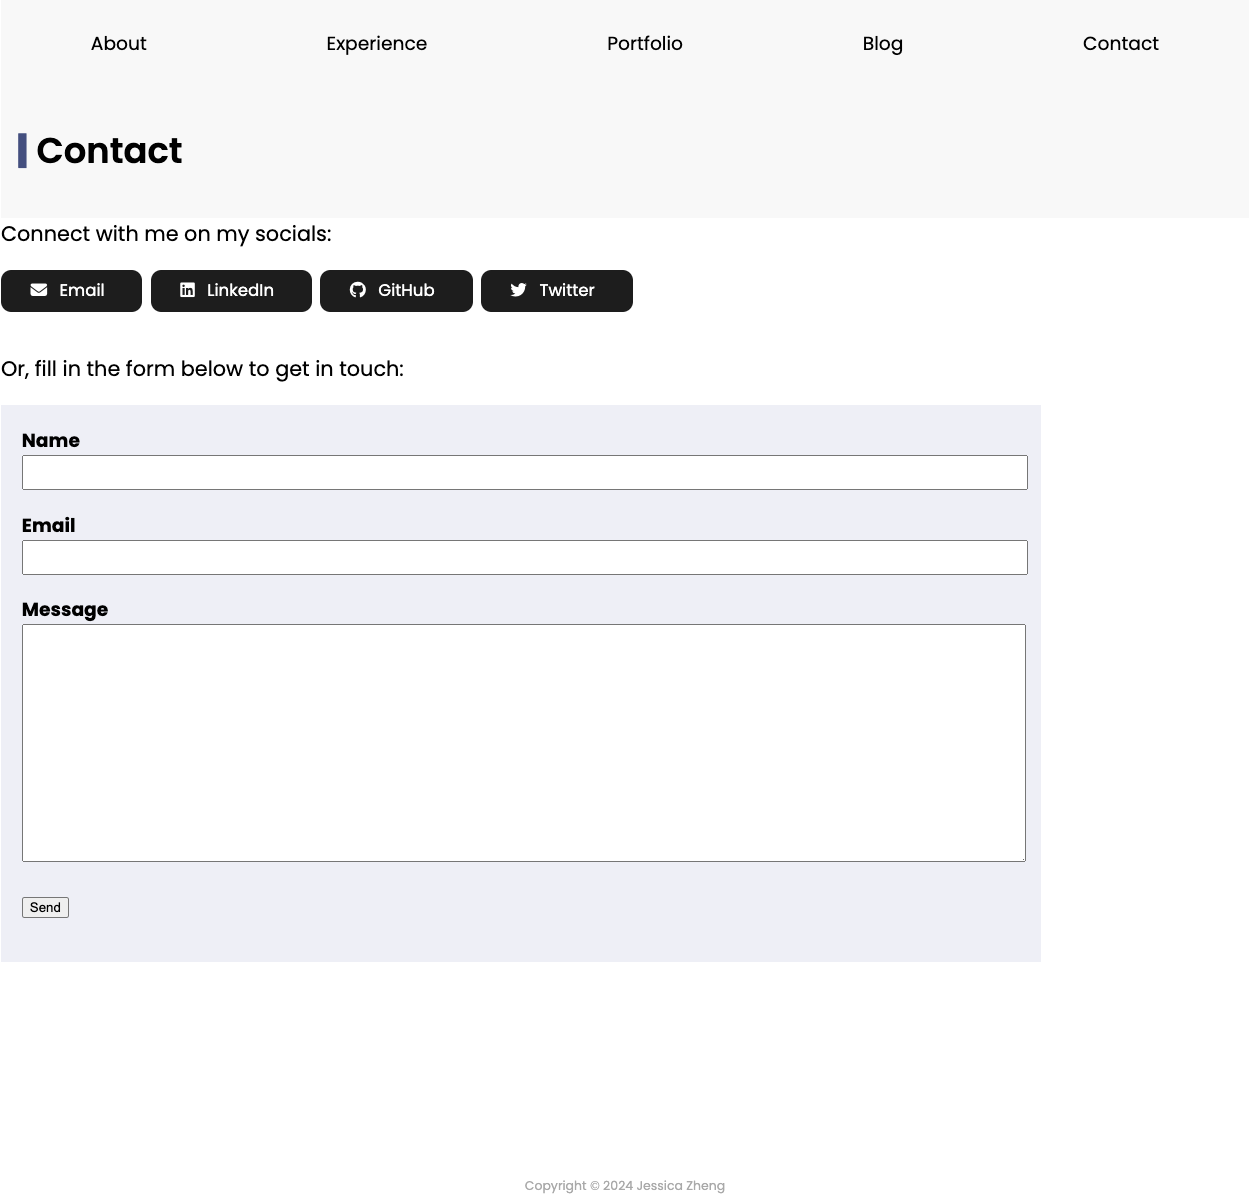 About Experience Portfolio Blog Contact
Contact
Connect with me on my socials:
Email LinkedIn GitHub Twitter
Or, fill in the form below to get in touch:
Name
Email
Message
Send
Copyright © 2024 Jessica Zheng